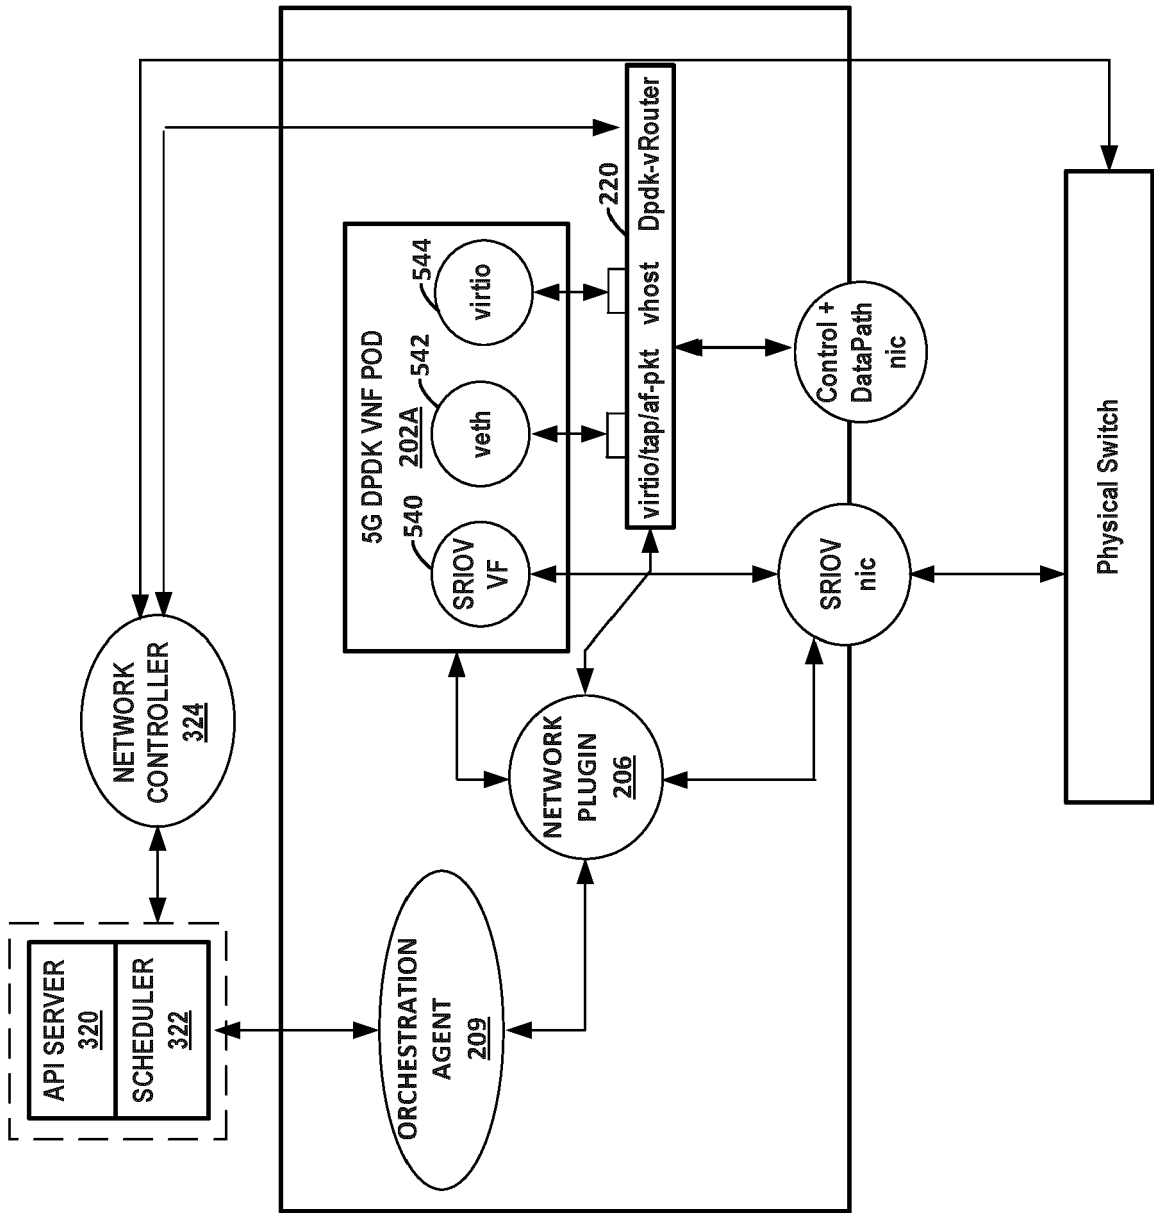 API SERVER
320
SCHEDULER
322
NETWORK
CONTROLLER
324
ORCHESTRATION
AGENT
209
NETWORK
PLUGIN
206
5G DPDK VNF POD
202A
540
SRIOV
VF
542
veth
544
virtio
220
virtio/tap/af-pkt vhost Dpdk-vRouter
SRIOV
nic
Control +
DataPath
nic
Physical Switch